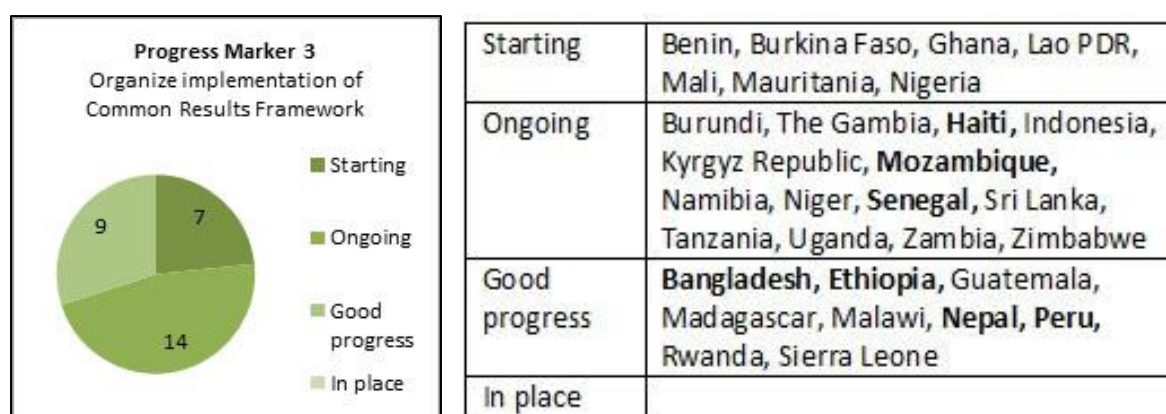 Progress Marker 3
Organize implementation of
Common Results Framework
Starting
Ongoing
Good
progress
In place
9
7
14
Starting
Benin, Burkina Faso, Ghana, Lao PDR,
Mali, Mauritania, Nigeria
Ongoing
Burundi, The Gambia, Haiti, Indonesia,
Kyrgyz Republic, Mozambique,
Namibia, Niger, Senegal, Sri Lanka,
Tanzania, Uganda, Zambia, Zimbabwe
Good
progress
Bangladesh, Ethiopia, Guatemala,
Madagascar, Malawi, Nepal, Peru,
Rwanda, Sierra Leone
In place